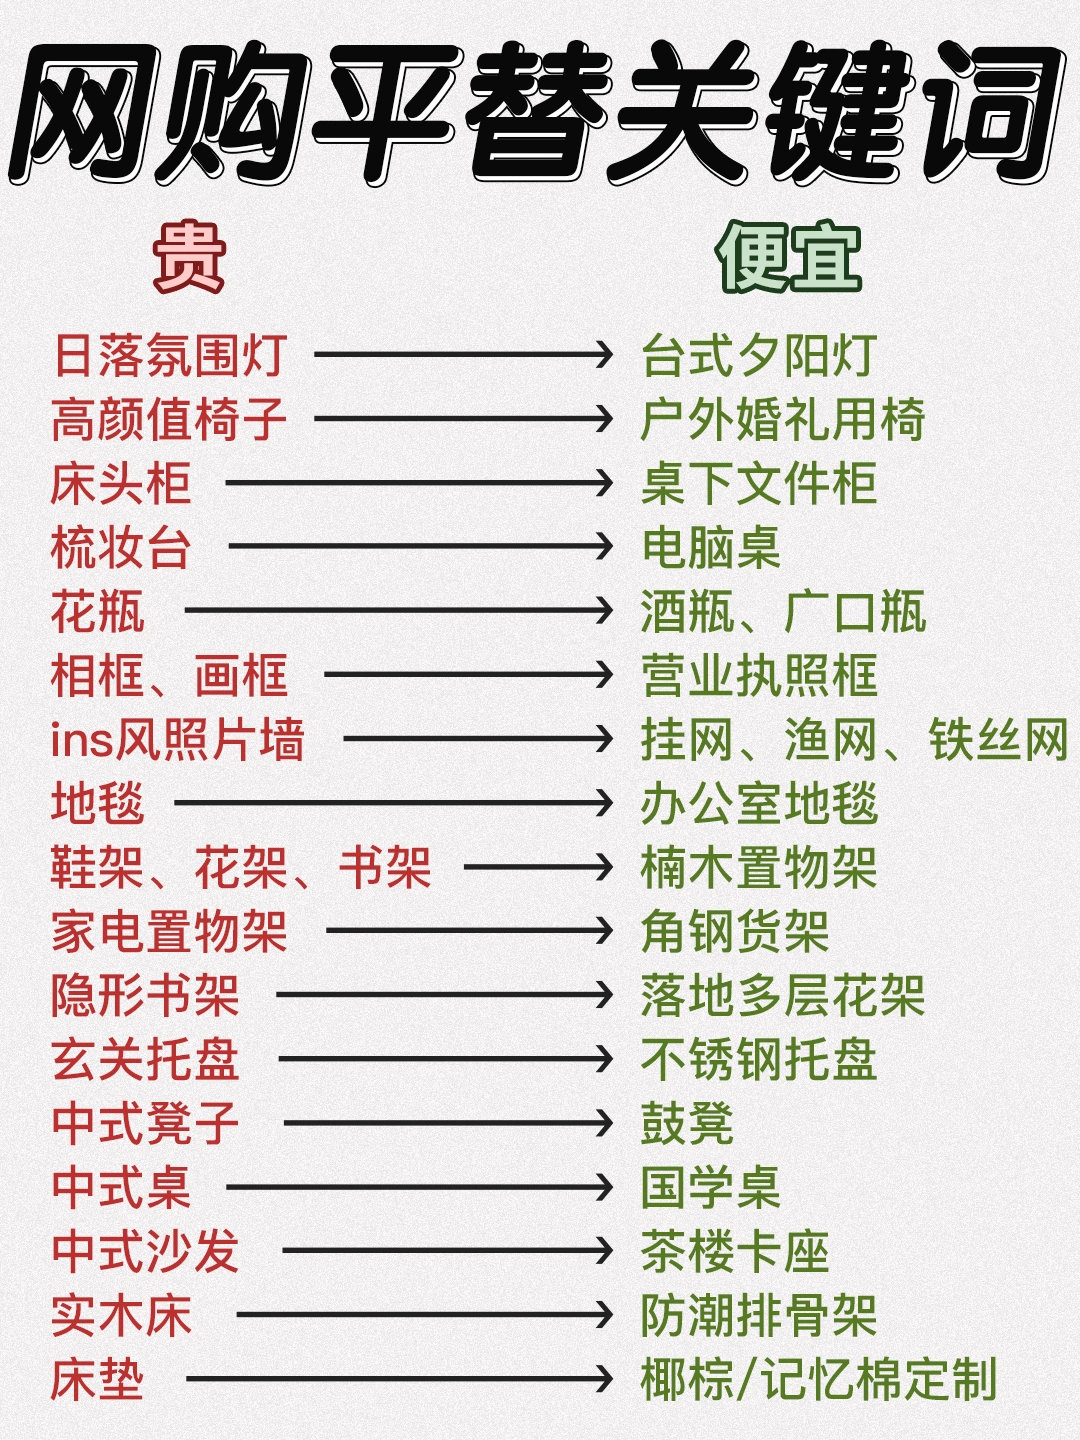 网购平替关键词
贵 便宜
日落氛围灯 → 台式夕阳灯
高颜值椅子 → 户外婚礼用椅
床头柜 → 桌下文件柜
梳妆台 → 电脑桌
花瓶 → 酒瓶、广口瓶
相框、画框 → 营业执照框
ins风照片墙 → 挂网、渔网、铁丝网
地毯 → 办公室地毯
鞋架、花架、书架 → 楠木置物架
家电置物架 → 角钢货架
隐形书架 → 落地多层花架
玄关托盘 → 不锈钢托盘
中式凳子 → 鼓凳
中式桌 → 国学桌
中式沙发 → 茶楼卡座
实木床 → 防潮排骨架
床垫 → 椰棕/记忆棉定制